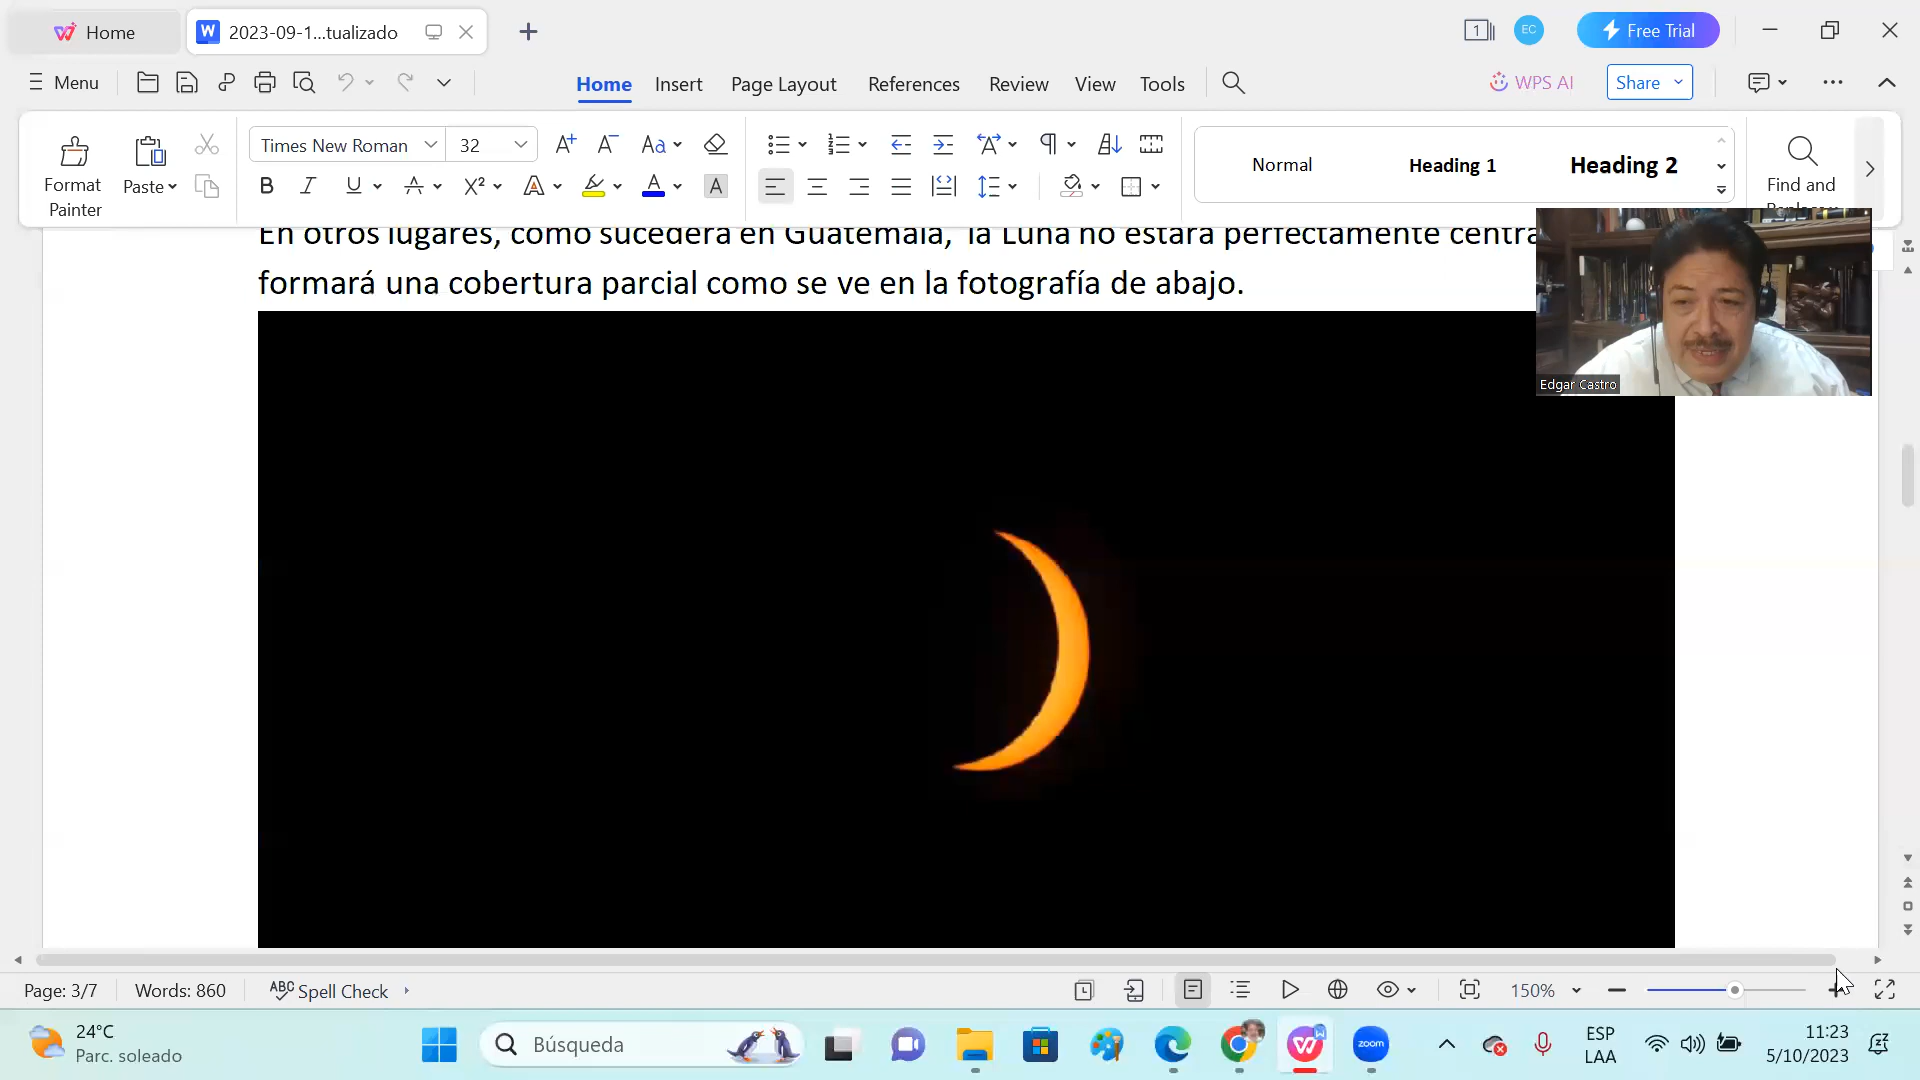 Home
2023-09-1...tualizado
1
EC
Free Trial
Menu
Home
Insert
Page Layout
References
Review
View
Tools
WPS AI
Share
Format
Painter
Paste
Times New Roman
32
Normal
Heading 1
Heading 2
Find and
En otros lugares, como sucederá en Guatemala, la Luna no estará perfectamente
formará una cobertura parcial como se ve en la fotografía de abajo.
Edgar Castro
Page: 3/7
Words: 860
ABC Spell Check
150%
24°C
Parc. soleado
Búsqueda
zoom
ESP
LAA
11:23
5/10/2023